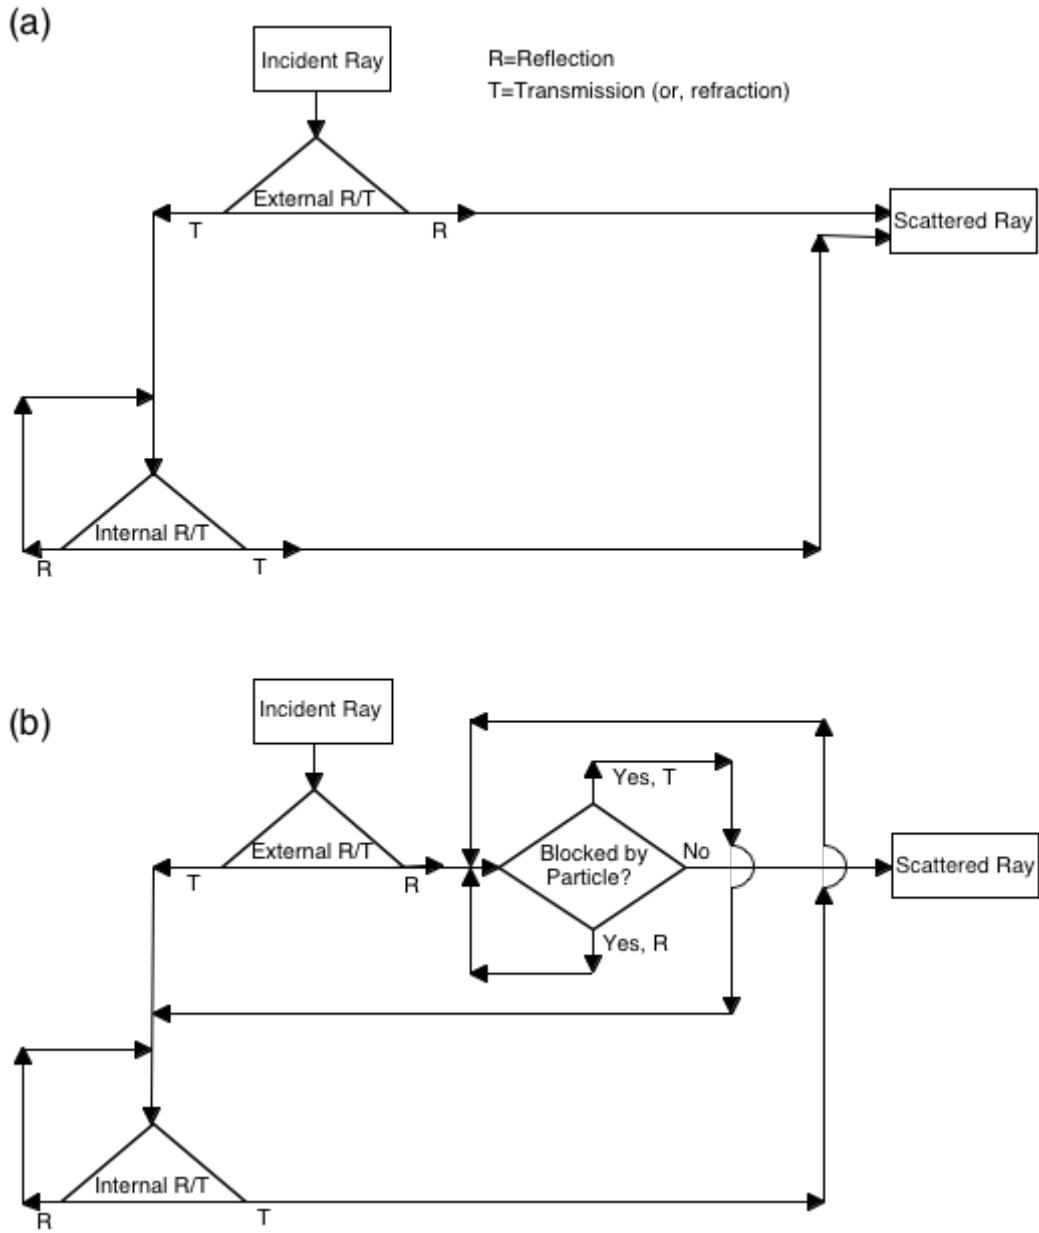 (a)
Incident Ray
R=Reflection
T=Transmission (or, refraction)
External R/T
T
R
Scattered Ray
Internal R/T
R
T
(b)
Incident Ray
Yes, T
External R/T
Blocked by
Particle?
No
Scattered Ray
T
R
Yes, R
Internal R/T
R
T